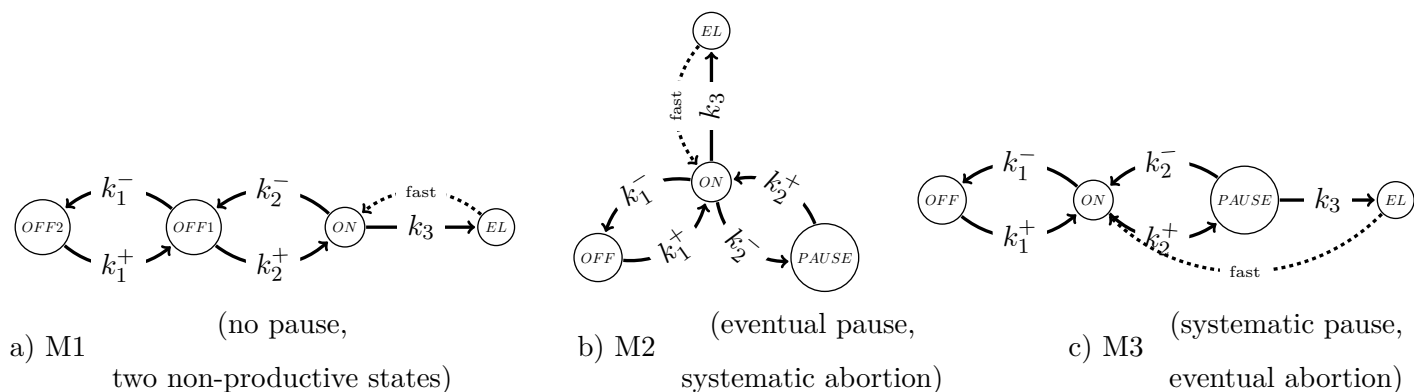 EL
fast
k₃
k₁⁻
k₂⁻
fast
OFF2
OFF1
ON
k₃
EL
k₁⁺
k₂⁺
ON
k₁⁻
k₂⁺
OFF
k₁⁺
k₂⁻
PAUSE
k₁⁻
k₂⁻
OFF
ON
PAUSE
k₃
EL
k₁⁺
k₂⁺
fast
a) M1
(no pause,
two non-productive states)
b) M2
(eventual pause,
systematic abortion)
c) M3
(systematic pause,
eventual abortion)